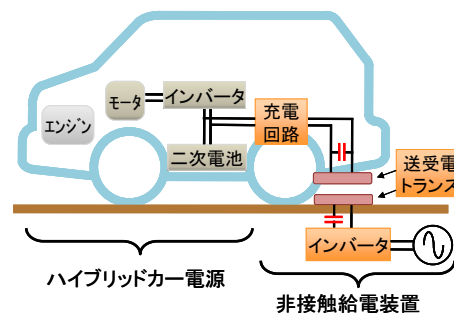 モータ
インバータ
エンジン
充電
回路
二次電池
送受電
トランス
インバータ
ハイブリッドカー電源
非接触給電装置